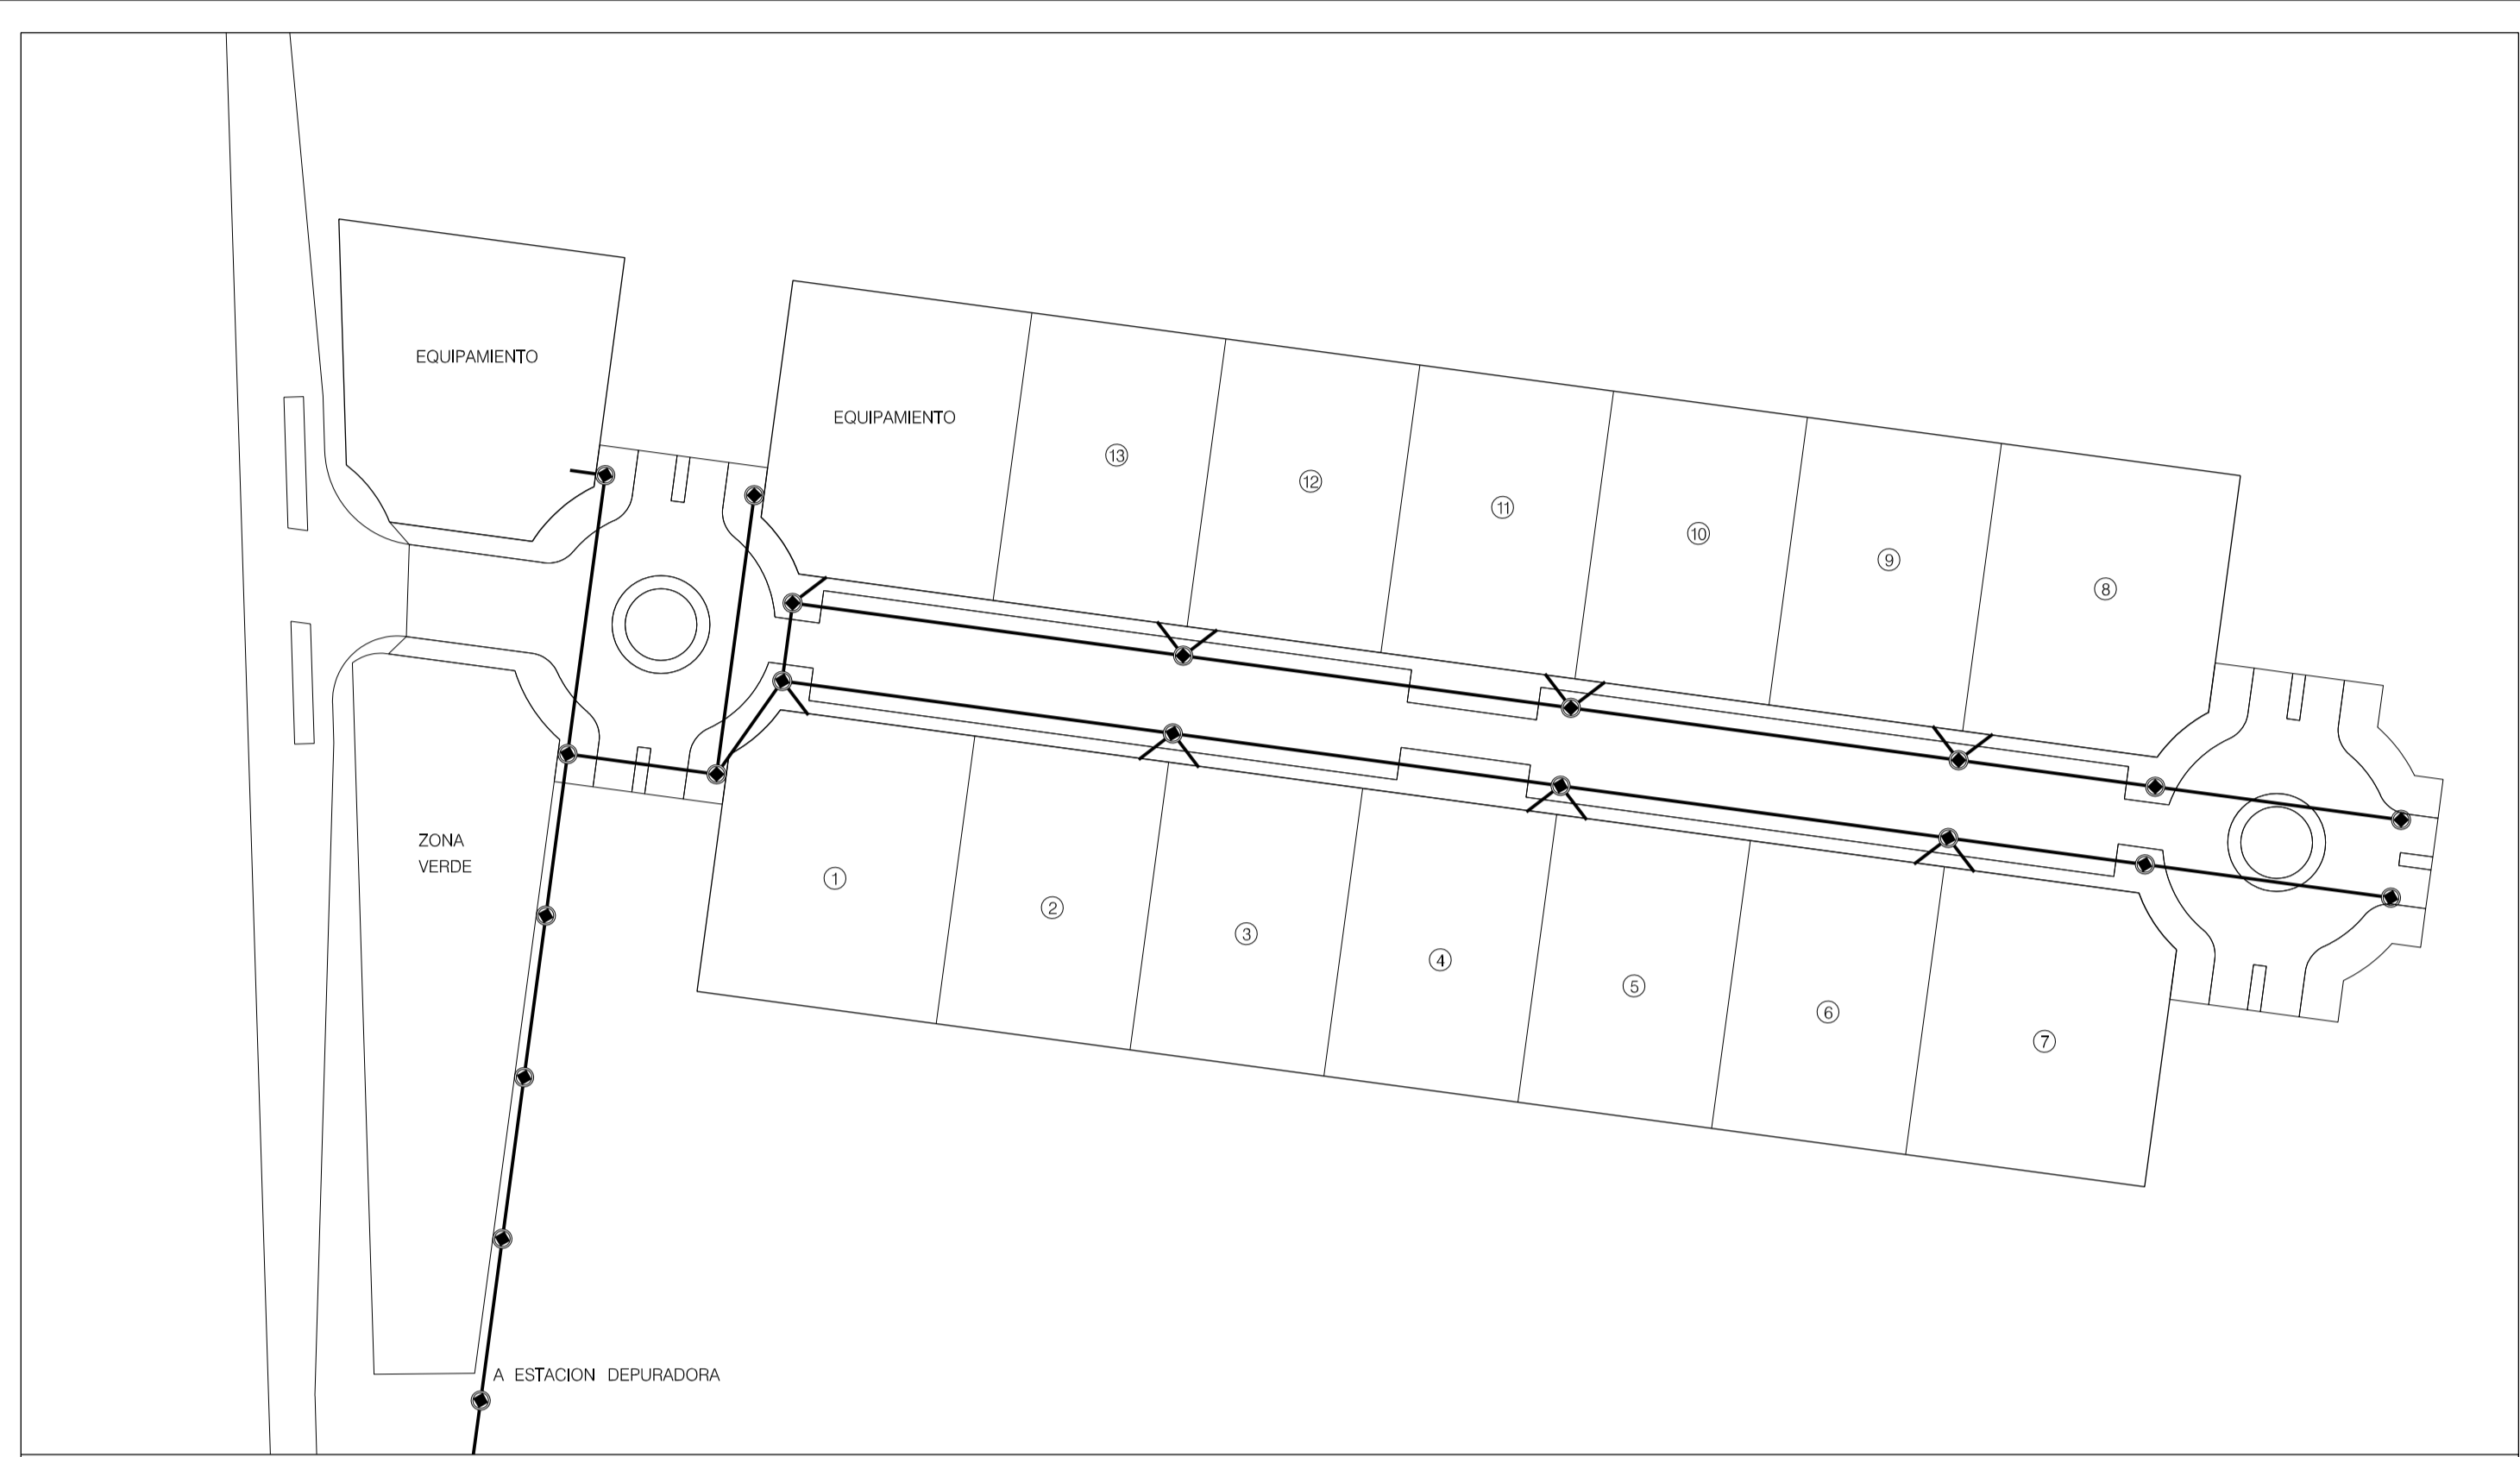 EQUIPAMIENTO
EQUIPAMIENTO
13
12
11
10
9
8
ZONA
VERDE
1
2
3
4
5
6
7
A ESTACION DEPURADORA